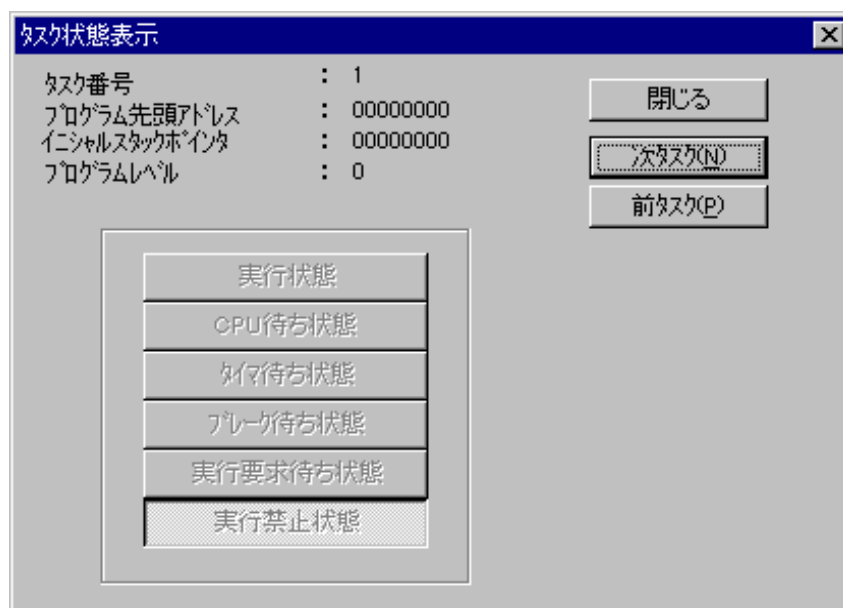 ﾀｽｸ状態表示
ﾀｽｸ番号 : 1
ﾌﾟﾛｸﾞﾗﾑ先頭ｱﾄﾞﾚｽ : 00000000
ｲﾆｼｬﾙｽﾀｯｸﾎﾟｲﾝﾀ : 00000000
ﾌﾟﾛｸﾞﾗﾑﾚﾍﾞﾙ : 0
閉じる
次ﾀｽｸ(N)
前ﾀｽｸ(P)
実行状態
CPU待ち状態
ﾀｲﾏ待ち状態
ﾌﾞﾚｰｸ待ち状態
実行要求待ち状態
実行禁止状態